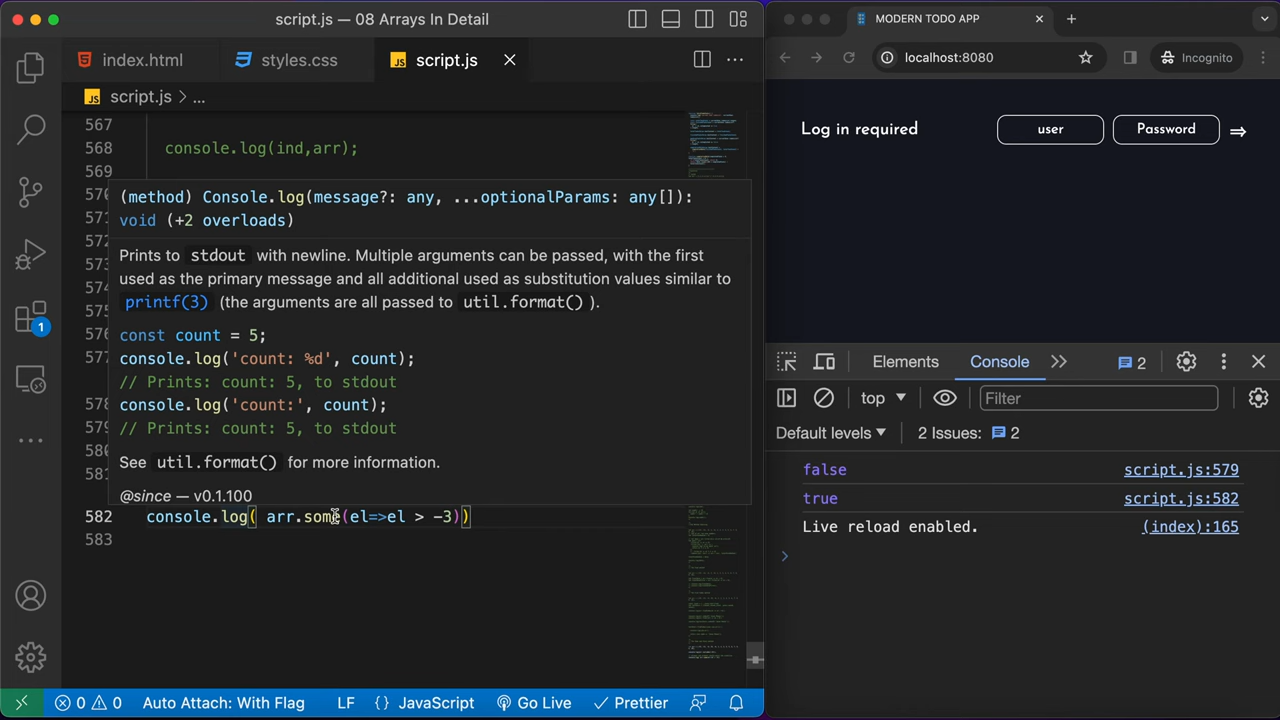 script.js — 08 Arrays In Detail
index.html
styles.css
script.js
script.js > ...
567
568 console.log(ind,arr);
569
(method) Console.log(message?: any, ...optionalParams: any[]):
void (+2 overloads)
Prints to stdout with newline. Multiple arguments can be passed, with the first
used as the primary message and all additional used as substitution values similar to
printf(3) (the arguments are all passed to util.format() ).
const count = 5;
console.log('count: %d', count);
// Prints: count: 5, to stdout
console.log('count:', count);
// Prints: count: 5, to stdout
See util.format() for more information.
@since — v0.1.100
582 console.log( arr.some(el=>el > -3))
583
1
0 0 Auto Attach: With Flag LF {} JavaScript Go Live Prettier
MODERN TODO APP
localhost:8080
Incognito
Log in required
user
Password
Elements
Console
2
top
Filter
Default levels
2 Issues: 2
false script.js:579
true script.js:582
Live reload enabled. (index):165